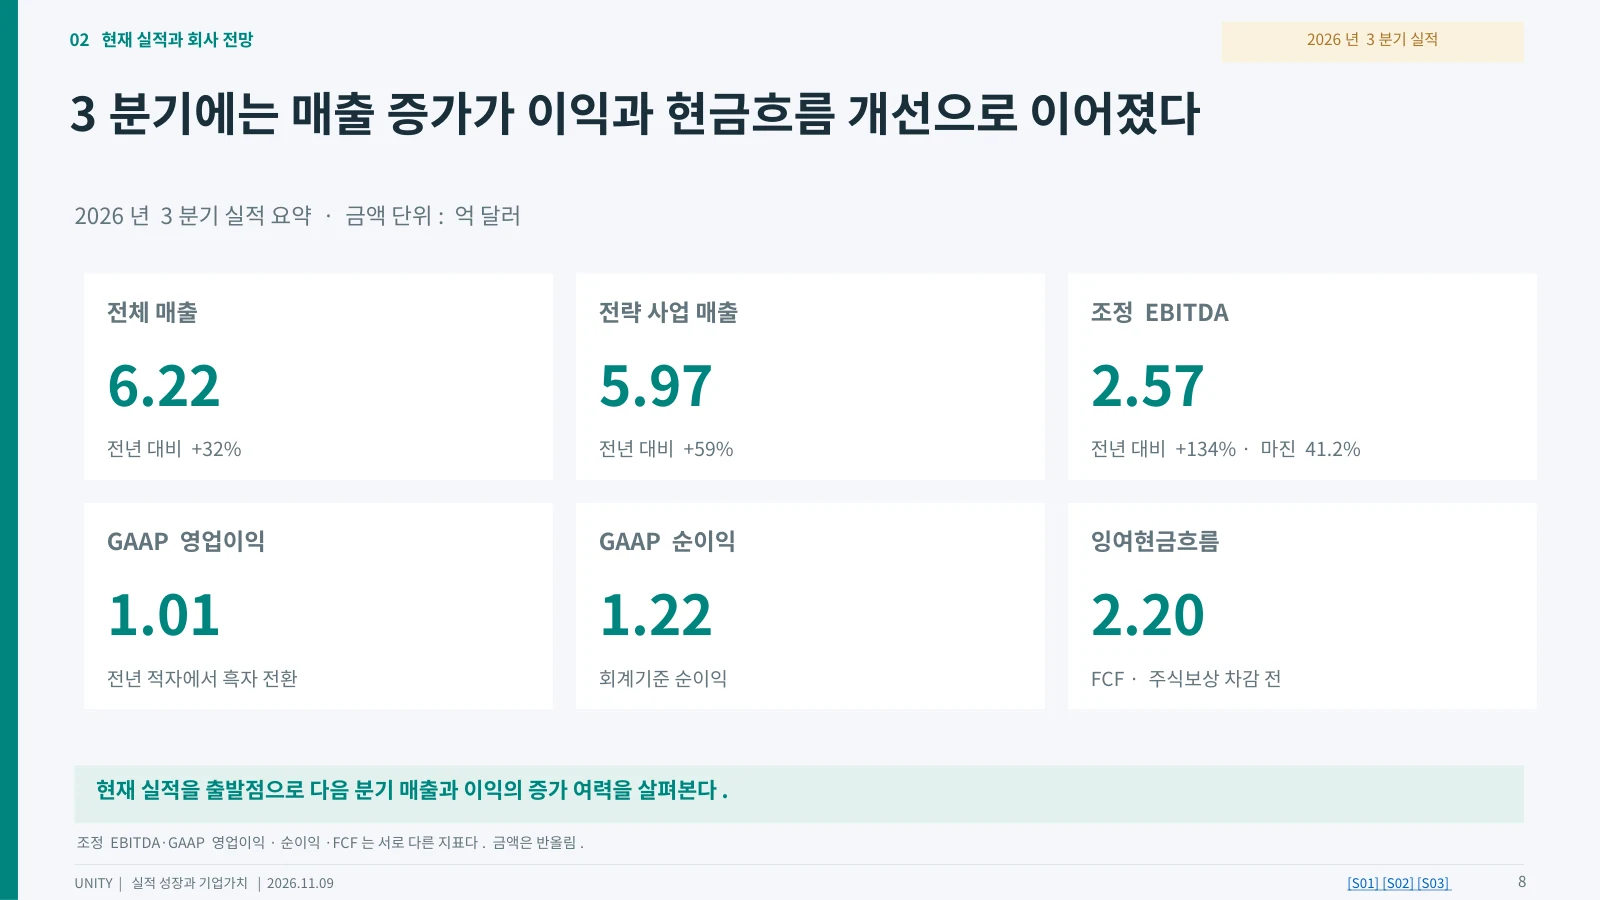 02 현재 실적과 회사 전망
2026 년 3 분기 실적
3 분기에는 매출 증가가 이익과 현금흐름 개선으로 이어졌다
2026 년 3 분기 실적 요약 · 금액 단위 : 억 달러
전체 매출
6.22
전년 대비 +32%
전략 사업 매출
5.97
전년 대비 +59%
조정 EBITDA
2.57
전년 대비 +134% · 마진 41.2%
GAAP 영업이익
1.01
전년 적자에서 흑자 전환
GAAP 순이익
1.22
회계기준 순이익
잉여현금흐름
2.20
FCF · 주식보상 차감 전
현재 실적을 출발점으로 다음 분기 매출과 이익의 증가 여력을 살펴본다 .
조정 EBITDA·GAAP 영업이익 · 순이익 ·FCF 는 서로 다른 지표다 . 금액은 반올림 .
UNITY | 실적 성장과 기업가치 | 2026.11.09
[S01] [S02] [S03]
8